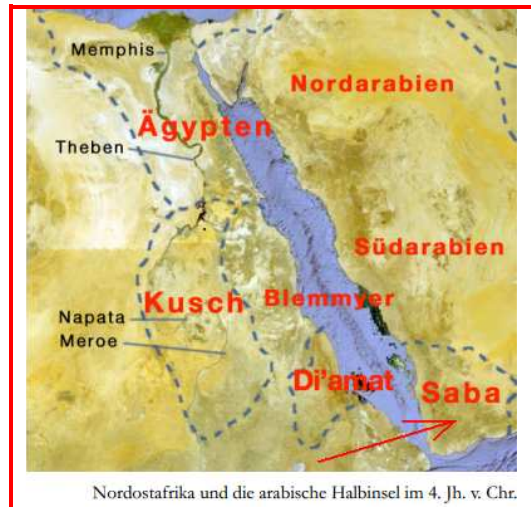 Memphis
Nordarabien
Ägypten
Theben
Südarabien
Kusch
Blemmyer
Napata
Meroe
Di'amat
Saba
Nordostafrika und die arabische Halbinsel im 4. Jh. v. Chr.